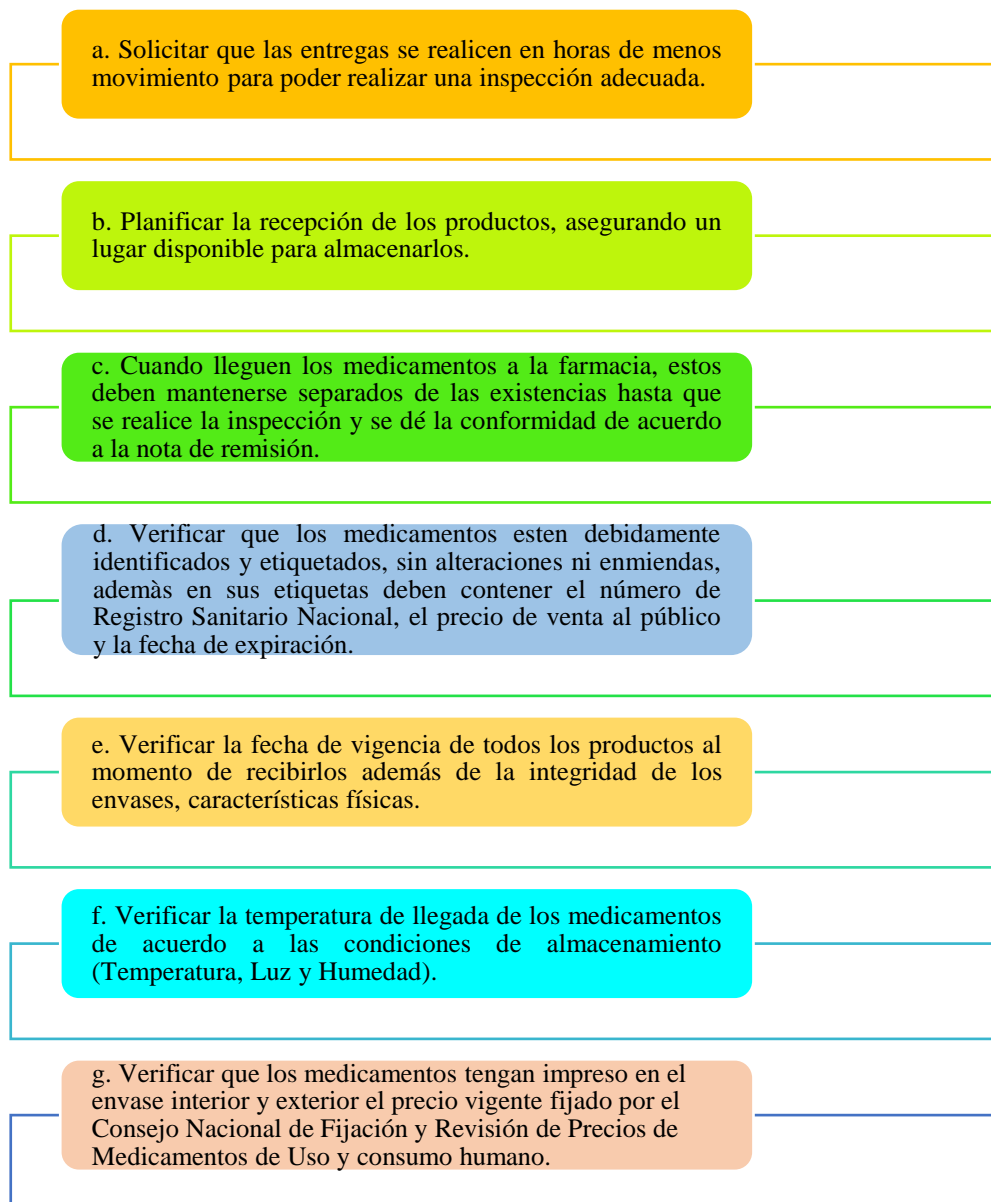 a. Solicitar que las entregas se realicen en horas de menos
movimiento para poder realizar una inspección adecuada.
b. Planificar la recepción de los productos, asegurando un
lugar disponible para almacenarlos.
c. Cuando lleguen los medicamentos a la farmacia, estos
deben mantenerse separados de las existencias hasta que
se realice la inspección y se dé la conformidad de acuerdo
a la nota de remisión.
d. Verificar que los medicamentos esten debidamente
identificados y etiquetados, sin alteraciones ni enmiendas,
ademàs en sus etiquetas deben contener el número de
Registro Sanitario Nacional, el precio de venta al público
y la fecha de expiración.
e. Verificar la fecha de vigencia de todos los productos al
momento de recibirlos además de la integridad de los
envases, características físicas.
f. Verificar la temperatura de llegada de los medicamentos
de acuerdo a las condiciones de almacenamiento
(Temperatura, Luz y Humedad).
g. Verificar que los medicamentos tengan impreso en el
envase interior y exterior el precio vigente fijado por el
Consejo Nacional de Fijación y Revisión de Precios de
Medicamentos de Uso y consumo humano.